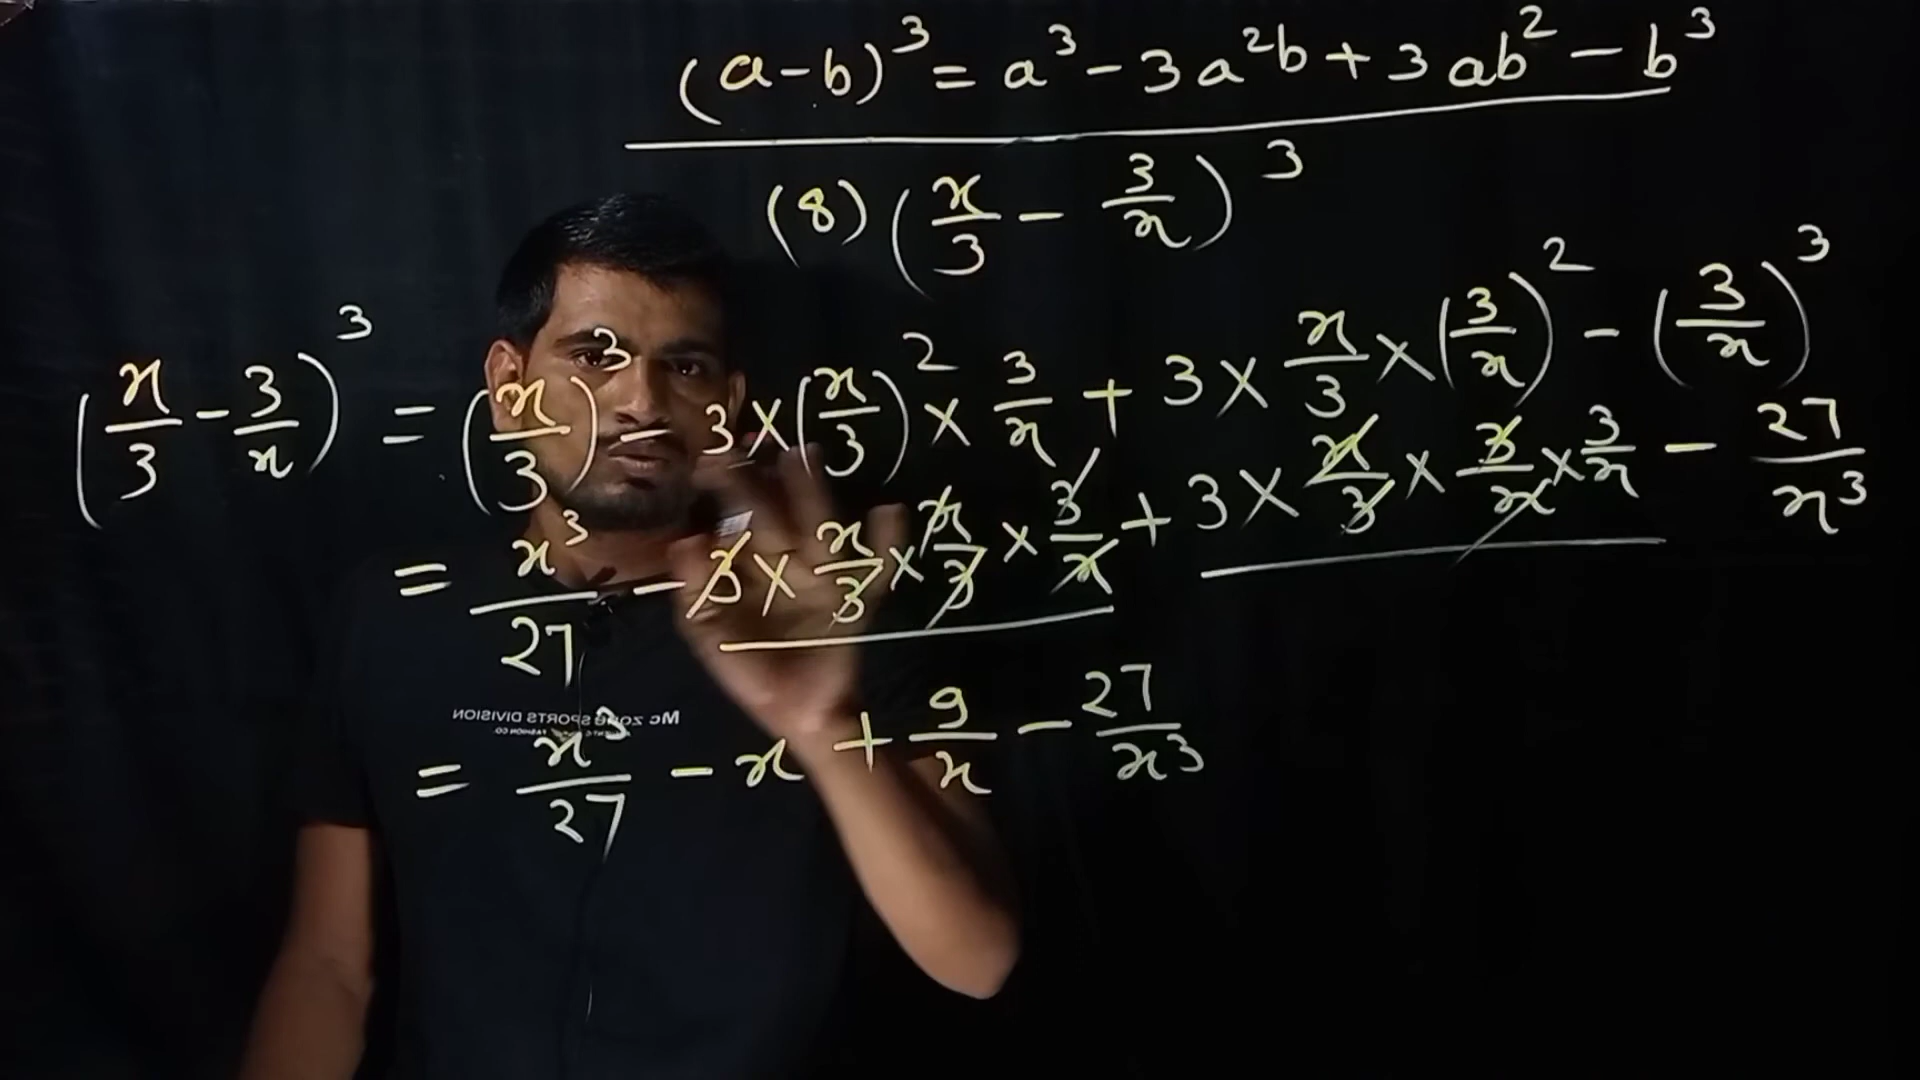 (a-b)³ = a³ - 3a²b + 3ab² - b³
(8) (x/3 - 3/x)³
(x/3 - 3/x)³ = (x/3)³ - 3 × (x/3)² × 3/x + 3 × x/3 × (3/x)² - (3/x)³
= x³/27 - 3 × x/3 × x/3 × 3/x + 3 × x/3 × 3/x × 3/x - 27/x³
Mc ZONE SPORTS DIVISION
= x³/27 - x + 9/x - 27/x³